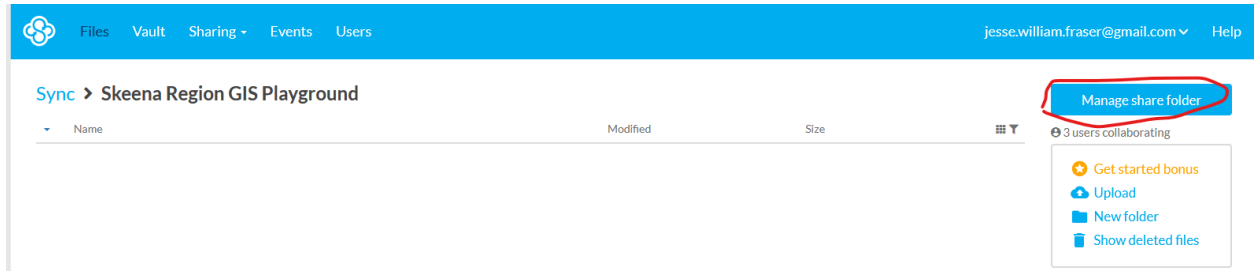 Files Vault Sharing Events Users jesse.william.fraser@gmail.com Help
Sync > Skeena Region GIS Playground
Manage share folder
Name Modified Size
3 users collaborating
Get started bonus
Upload
New folder
Show deleted files